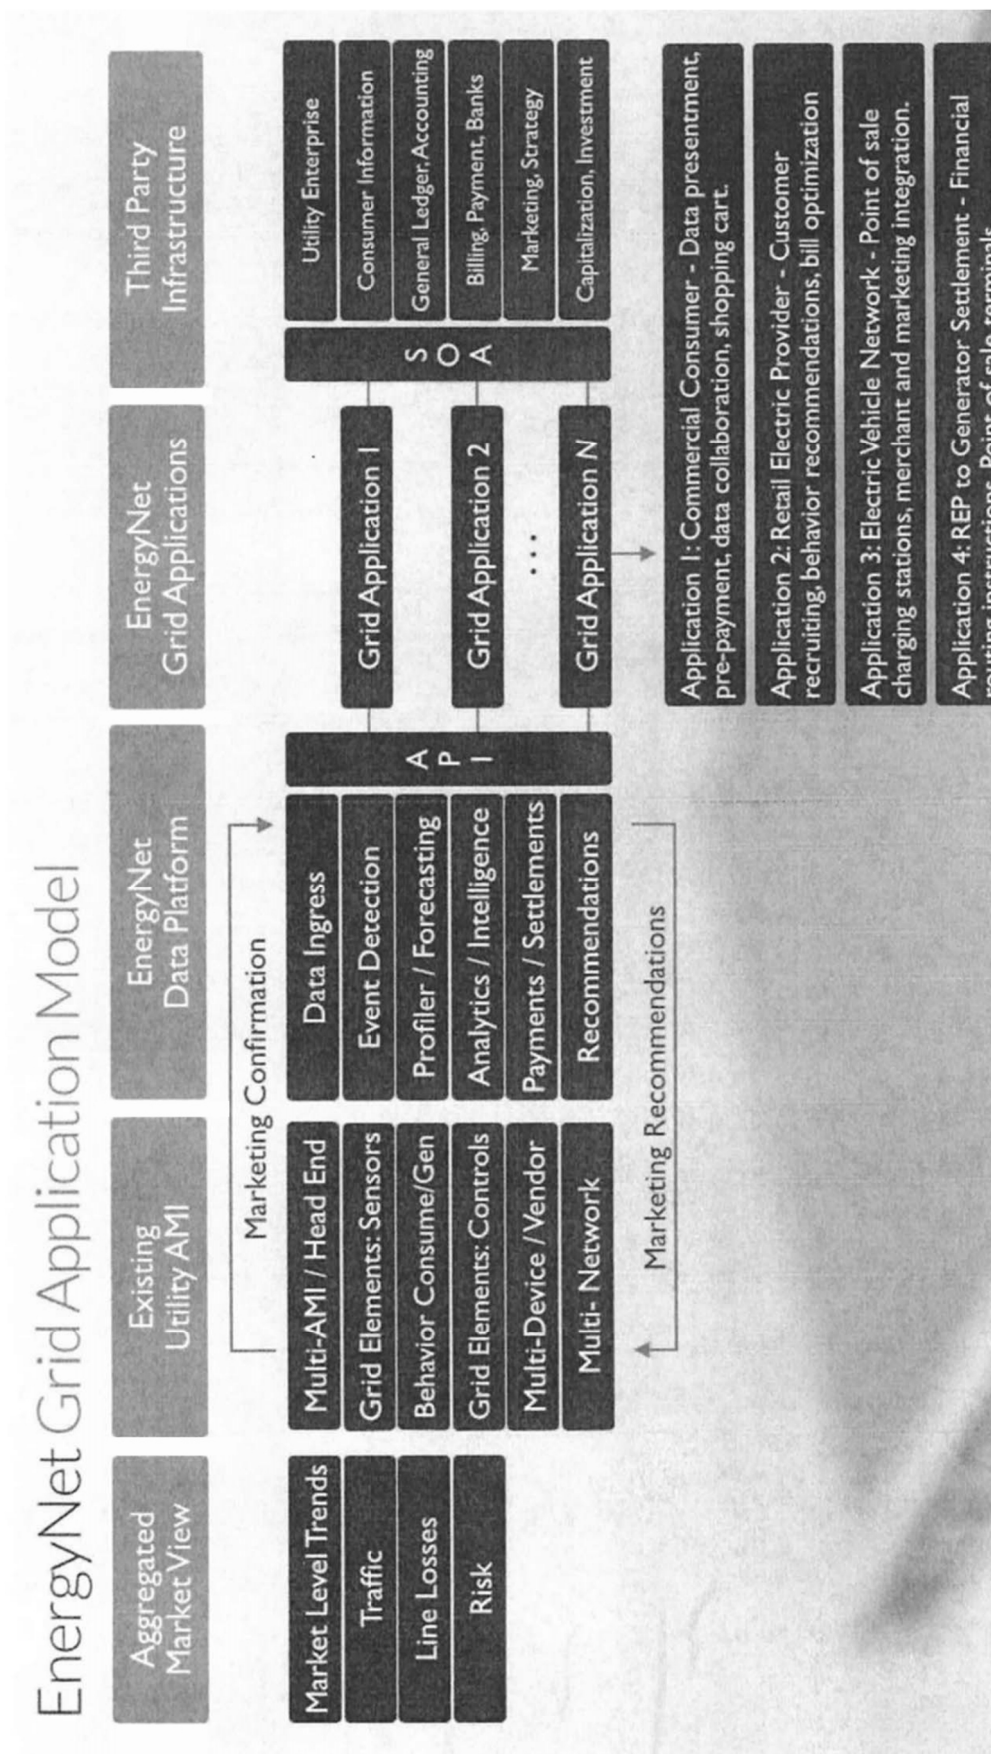 EnergyNet Grid Application Model
Aggregated
Market View
Market Level Trends
Traffic
Line Losses
Risk
Existing
Utility AMI
Multi-AMI / Head End
Grid Elements: Sensors
Behavior Consume/Gen
Grid Elements: Controls
Multi-Device / Vendor
Multi- Network
Marketing Confirmation
Marketing Recommendations
EnergyNet
Data Platform
Data Ingress
Event Detection
Profiler / Forecasting
Analytics / Intelligence
Payments / Settlements
Recommendations
A
P
I
EnergyNet
Grid Applications
Grid Application 1
Grid Application 2
....
Grid Application N
S
O
A
Third Party
Infrastructure
Utility Enterprise
Consumer Information
General Ledger. Accounting
Billing, Payment, Banks
Marketing, Strategy
Capitalization, Investment
Application 1: Commercial Consumer - Data presentment,
pre-payment, data collaboration, shopping cart.
Application 2: Retail Electric Provider - Customer
recruiting, behavior recommendations, bill optimization
Application 3: Electric Vehicle Network - Point of sale
charging stations, merchant and marketing integration.
Application 4: REP to Generator Settlement - Financial
routing instructions. Point of sale terminals